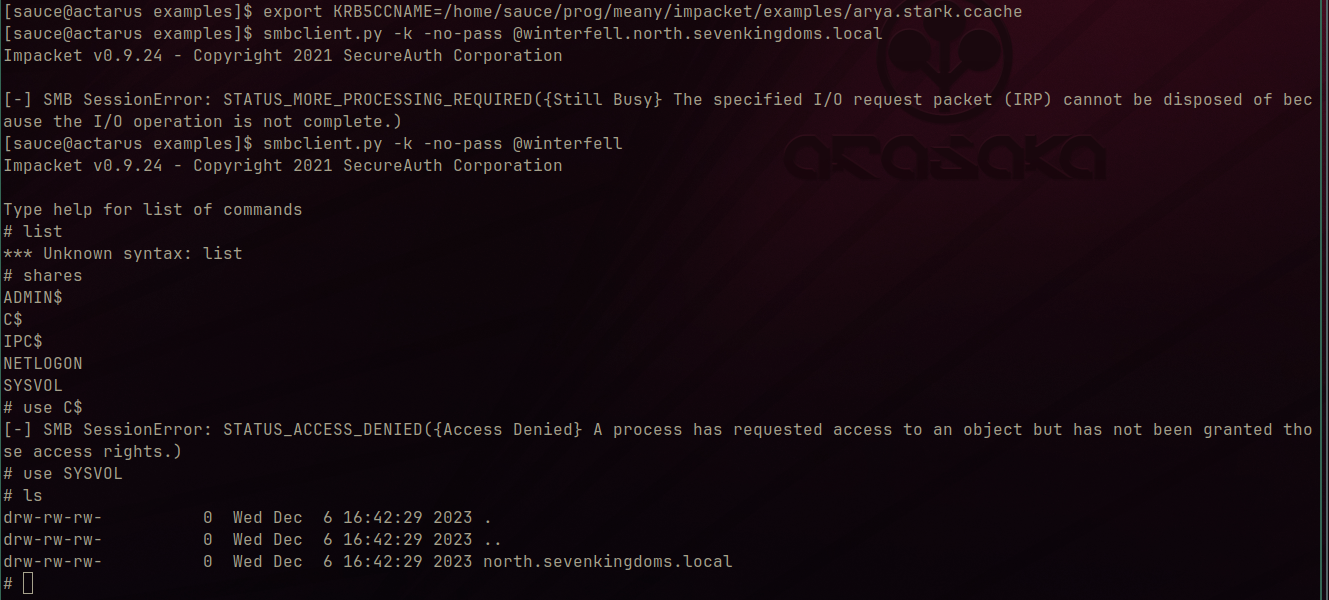 [sauce@actarus examples]$ export KRB5CCNAME=/home/sauce/prog/meany/impacket/examples/arya.stark.ccache
[sauce@actarus examples]$ smbclient.py -k -no-pass @winterfell.north.sevenkingdoms.local
Impacket v0.9.24 - Copyright 2021 SecureAuth Corporation
[-] SMB SessionError: STATUS_MORE_PROCESSING_REQUIRED({Still Busy} The specified I/O request packet (IRP) cannot be disposed of bec
ause the I/O operation is not complete.)
[sauce@actarus examples]$ smbclient.py -k -no-pass @winterfell
Impacket v0.9.24 - Copyright 2021 SecureAuth Corporation
Type help for list of commands
# list
*** Unknown syntax: list
# shares
ADMIN$
C$
IPC$
NETLOGON
SYSVOL
# use C$
[-] SMB SessionError: STATUS_ACCESS_DENIED({Access Denied} A process has requested access to an object but has not been granted tho
se access rights.)
# use SYSVOL
# ls
drw-rw-rw-          0  Wed Dec  6 16:42:29 2023 .
drw-rw-rw-          0  Wed Dec  6 16:42:29 2023 ..
drw-rw-rw-          0  Wed Dec  6 16:42:29 2023 north.sevenkingdoms.local
#
arasaka